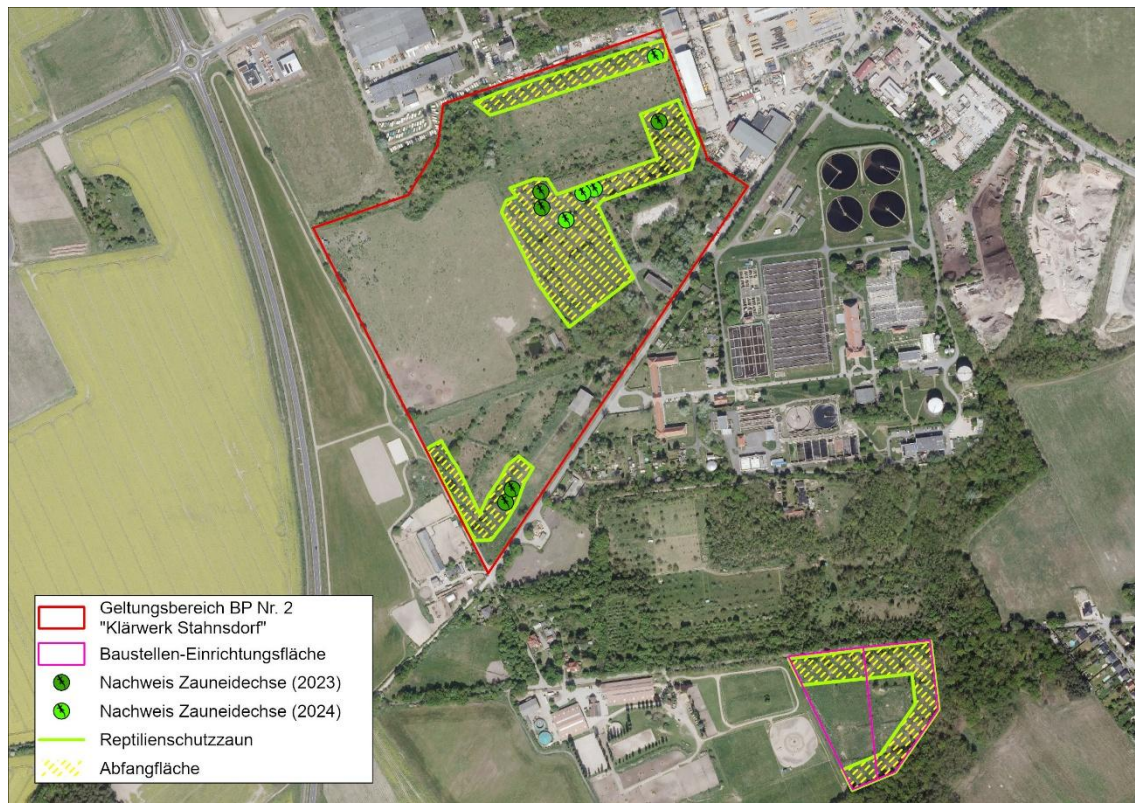 Geltungsbereich BP Nr. 2
"Klärwerk Stahnsdorf"
Baustellen-Einrichtungsfläche
Nachweis Zauneidechse (2023)
Nachweis Zauneidechse (2024)
Reptilienschutzzaun
Abfangfläche